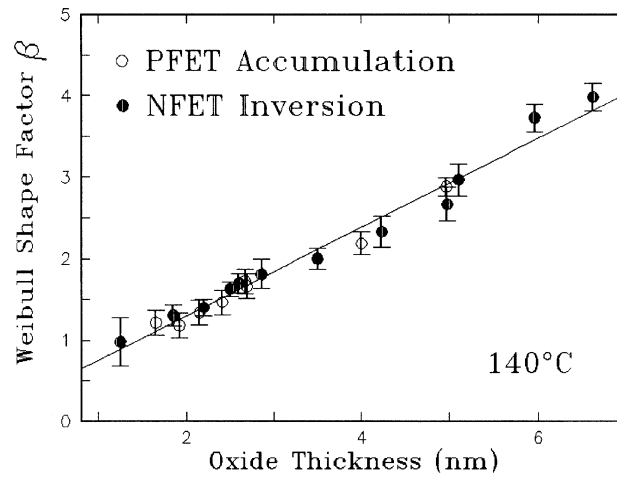 5
4
3
2
1
0
Weibull Shape Factor β
PFET Accumulation
NFET Inversion
140°C
2 4 6
Oxide Thickness (nm)